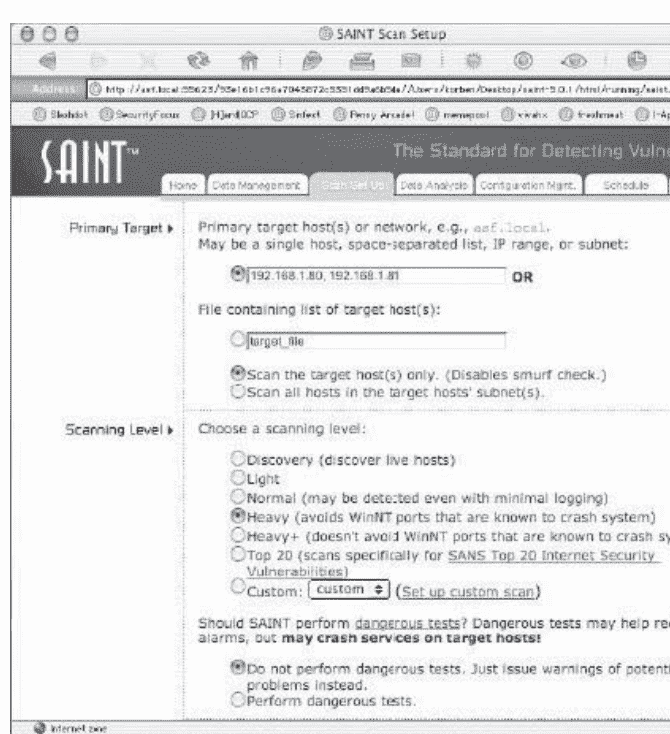 SAINT Scan Setup
Address
SecurityFocus
memepool
freshmeat
SAINT™
The Standard for Detecting Vulne
Home Data Management Scan Set Up Data Analysis Configuration Mgmt. Schedule
Primary Target
Primary target host(s) or network, e.g., asf.local.
May be a single host, space-separated list, IP range, or subnet:
192.168.1.80, 192.168.1.81 OR
File containing list of target host(s):
target_file
Scan the target host(s) only. (Disables smurf check.)
Scan all hosts in the target hosts' subnet(s).
Scanning Level
Choose a scanning level:
Discovery (discover live hosts)
Light
Normal (may be detected even with minimal logging)
Heavy (avoids WinNT ports that are known to crash system)
Heavy+ (doesn't avoid WinNT ports that are known to crash sy
Top 20 (scans specifically for SANS Top 20 Internet Security
Vulnerabilities)
Custom: custom (Set up custom scan)
Should SAINT perform dangerous tests? Dangerous tests may help re
alarms, but may crash services on target hosts!
Do not perform dangerous tests. Just issue warnings of potenti
problems instead.
Perform dangerous tests.
Internet zone